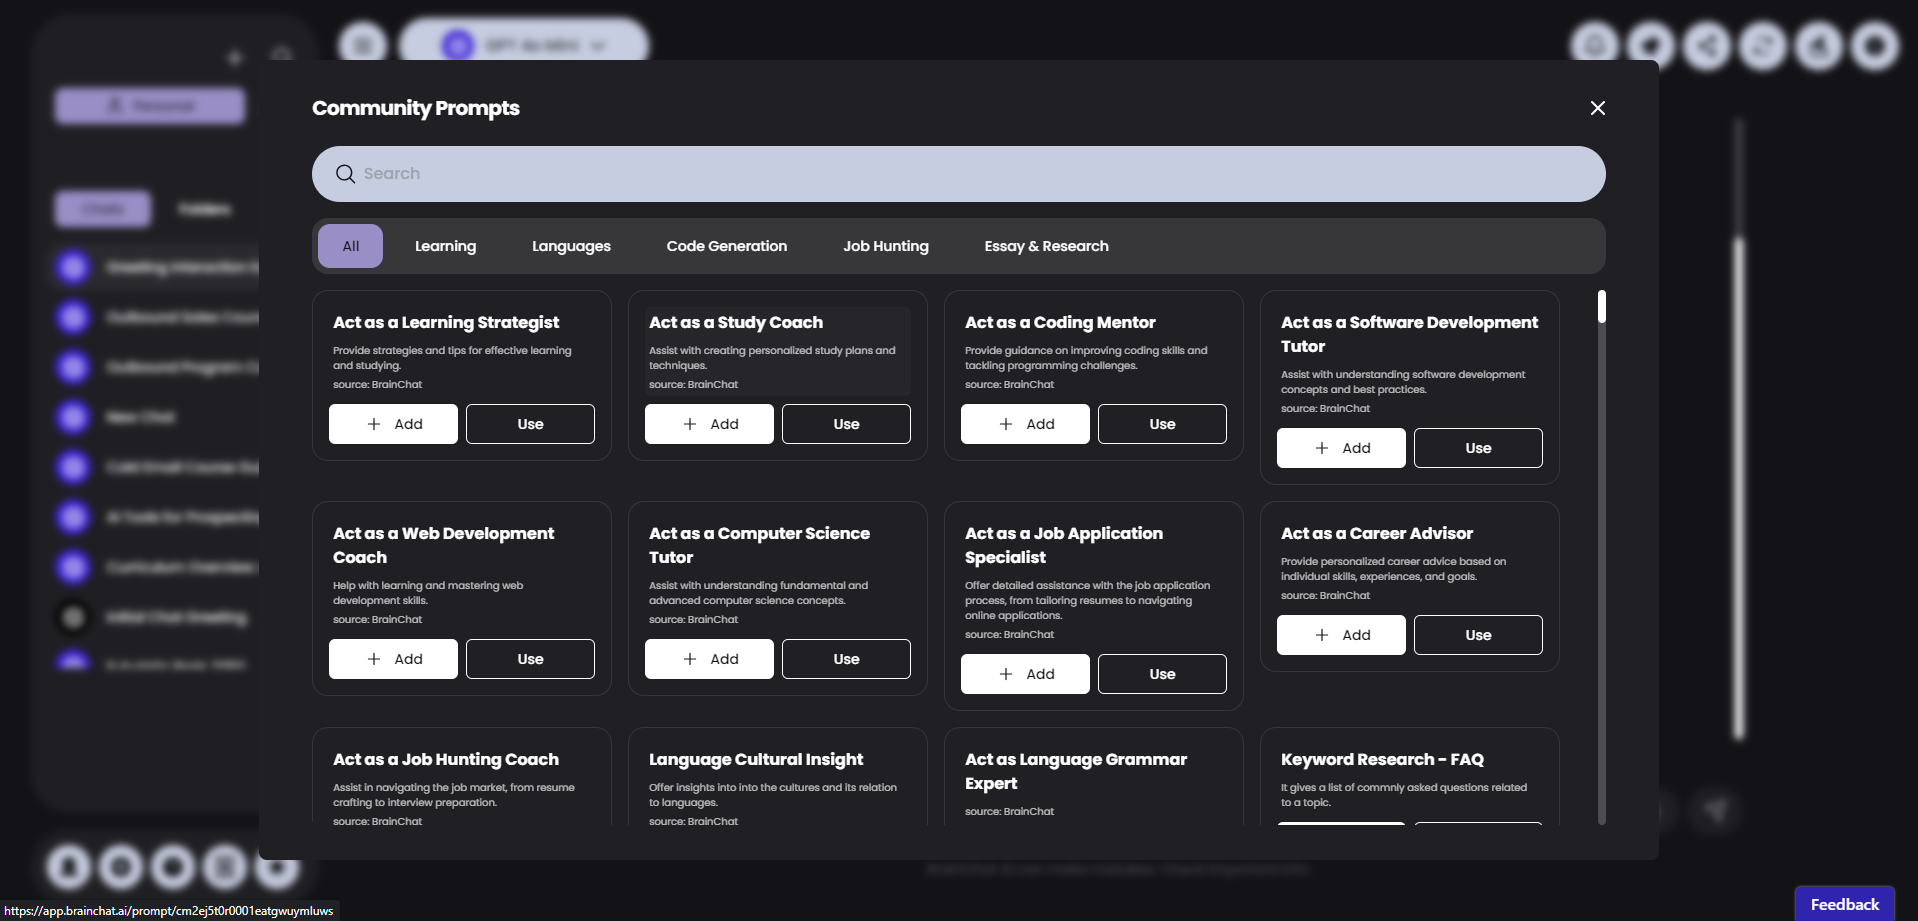 GPT 4o Mini
Personal
Community Prompts
Search
Chats
Folders
All
Learning
Languages
Code Generation
Job Hunting
Essay & Research
New Chat
Initial Chat Greeting
Act as a Learning Strategist
Provide strategies and tips for effective learning
and studying.
source: BrainChat
Add
Use
Act as a Study Coach
Assist with creating personalized study plans and
techniques.
source: BrainChat
Add
Use
Act as a Coding Mentor
Provide guidance on improving coding skills and
tackling programming challenges.
source: BrainChat
Add
Use
Act as a Software Development
Tutor
Assist with understanding software development
concepts and best practices.
source: BrainChat
Add
Use
Act as a Web Development
Coach
Help with learning and mastering web
development skills.
source: BrainChat
Add
Use
Act as a Computer Science
Tutor
Assist with understanding fundamental and
advanced computer science concepts.
source: BrainChat
Add
Use
Act as a Job Application
Specialist
Offer detailed assistance with the job application
process, from tailoring resumes to navigating
online applications.
source: BrainChat
Add
Use
Act as a Career Advisor
Provide personalized career advice based on
individual skills, experiences, and goals.
source: BrainChat
Add
Use
Act as a Job Hunting Coach
Assist in navigating the job market, from resume
crafting to interview preparation.
source: BrainChat
Language Cultural Insight
Offer insights into into the cultures and its relation
to languages.
source: BrainChat
Act as Language Grammar
Expert
source: BrainChat
Keyword Research - FAQ
It gives a list of commnly asked questions related
to a topic.
https://app.brainchat.ai/prompt/cm2ej5t0r0001eatgwuymluws
Feedback